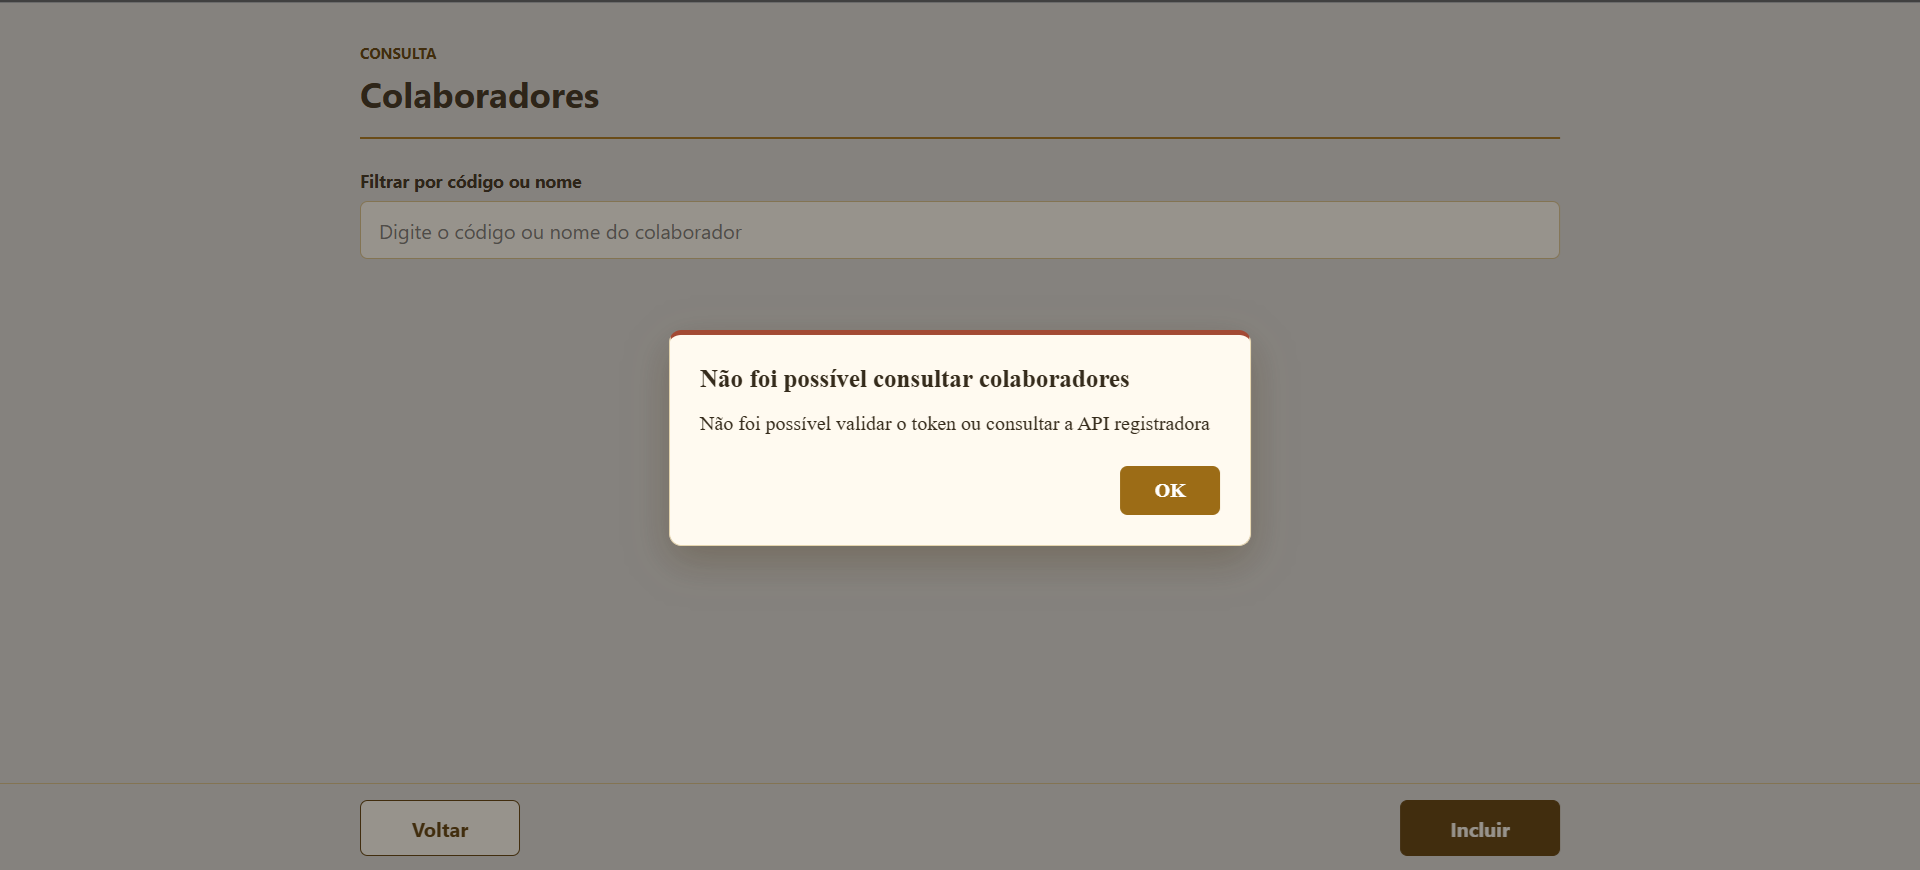 CONSULTA
Colaboradores
Filtrar por código ou nome
Digite o código ou nome do colaborador
Não foi possível consultar colaboradores
Não foi possível validar o token ou consultar a API registradora
OK
Voltar
Incluir